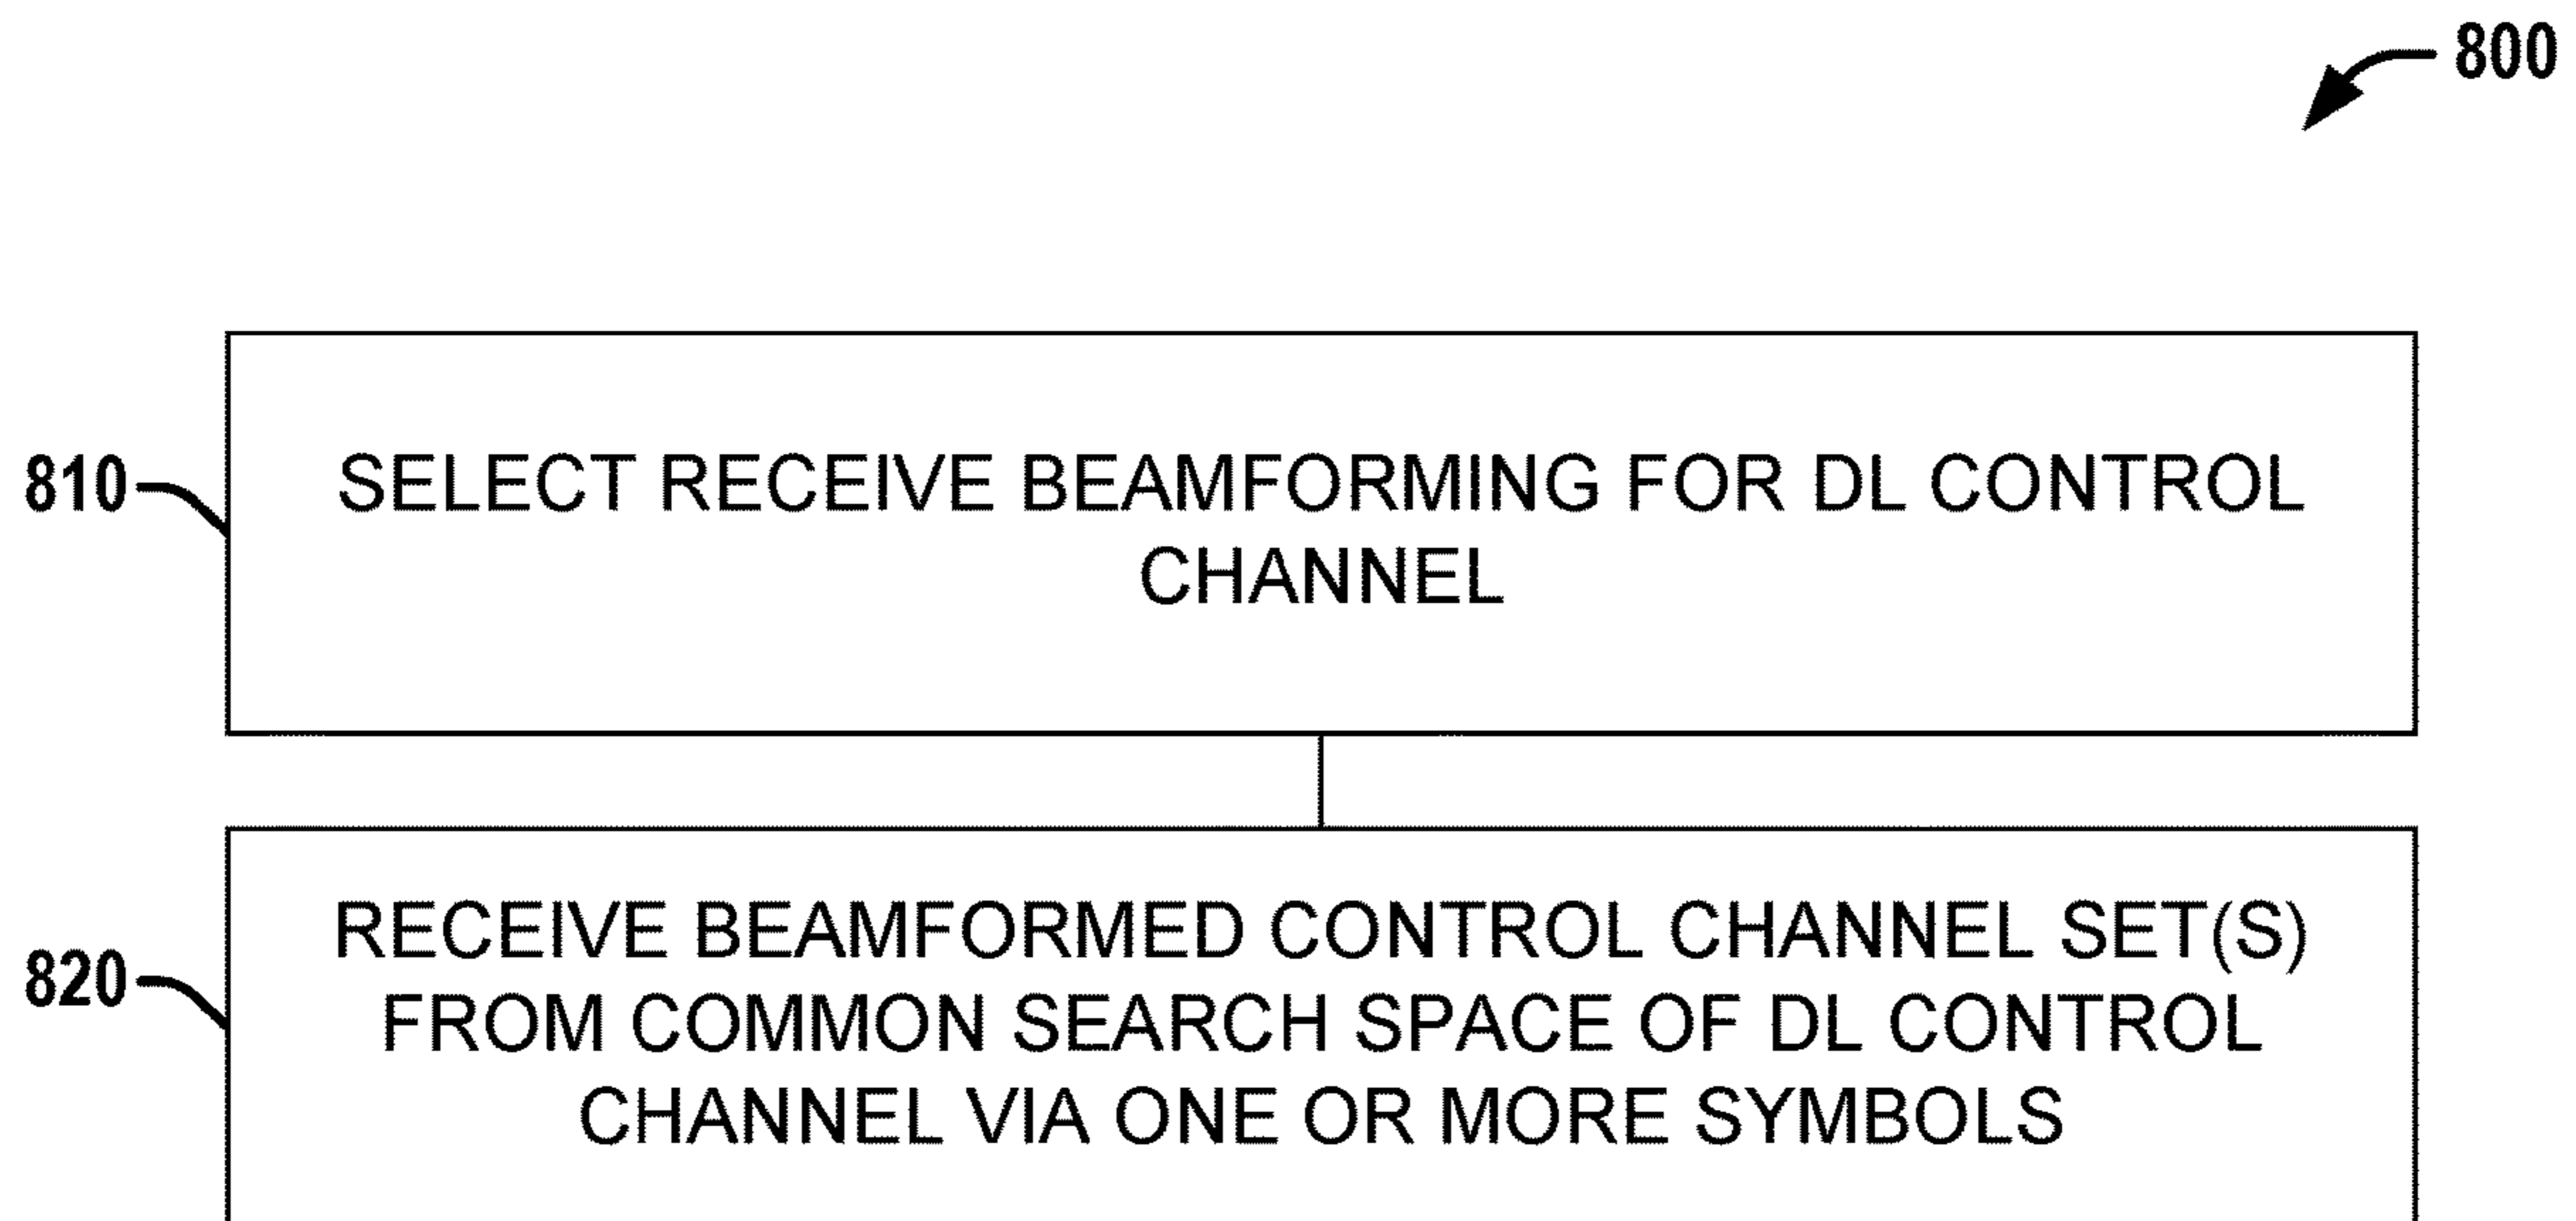 800
810
SELECT RECEIVE BEAMFORMING FOR DL CONTROL
CHANNEL
820
RECEIVE BEAMFORMED CONTROL CHANNEL SET(S)
FROM COMMON SEARCH SPACE OF DL CONTROL
CHANNEL VIA ONE OR MORE SYMBOLS